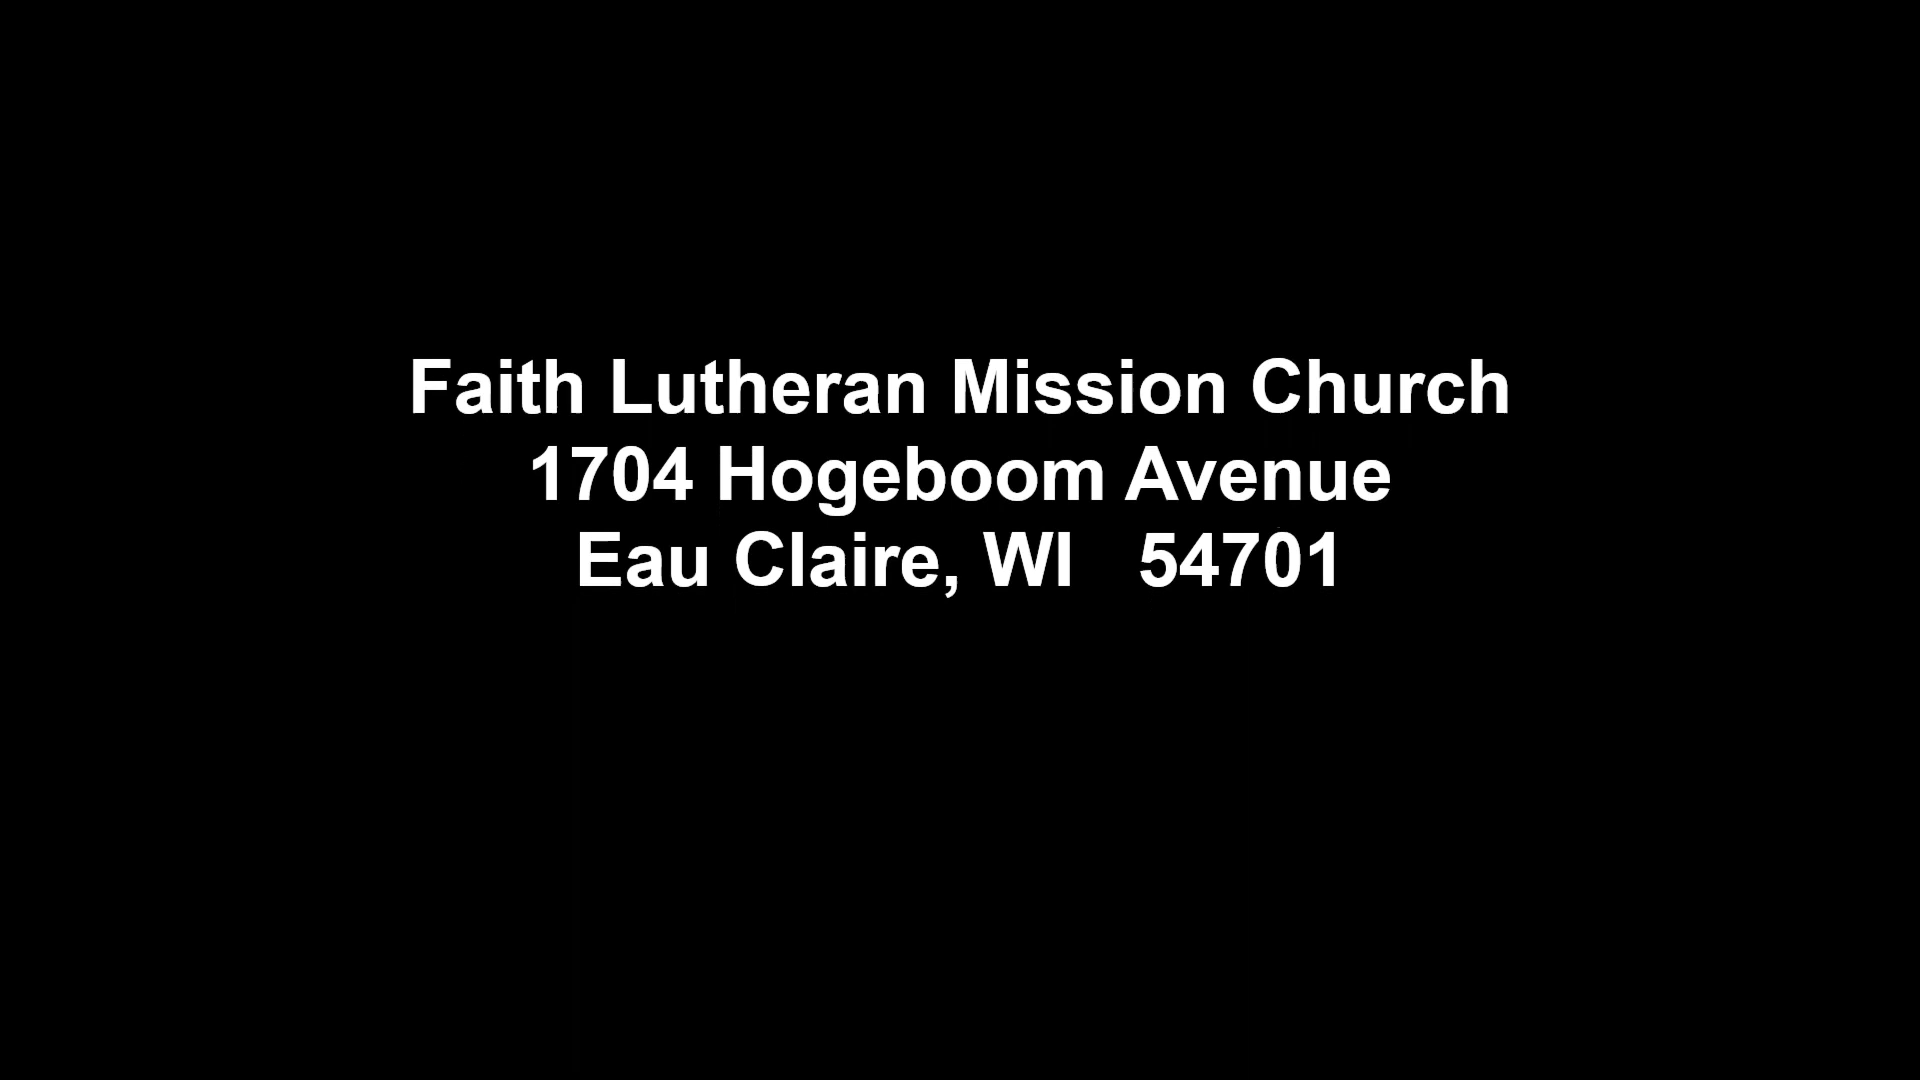 Faith Lutheran Mission Church
1704 Hogeboom Avenue
Eau Claire, WI   54701